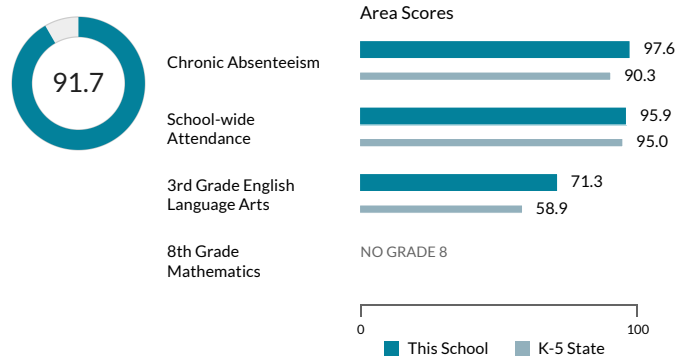 Area Scores
91.7
Chronic Absenteeism
97.6
90.3
School-wide
Attendance
95.9
95.0
3rd Grade English
Language Arts
71.3
58.9
8th Grade
Mathematics
NO GRADE 8
0 100
This School K-5 State